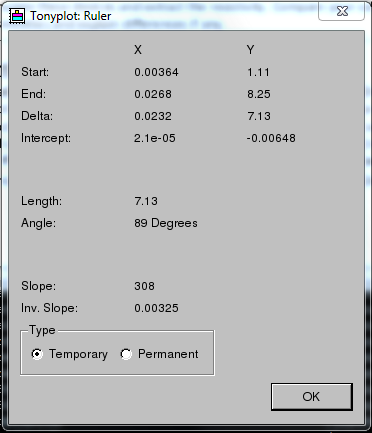 Tonyplot: Ruler
X Y
Start: 0.00364 1.11
End: 0.0268 8.25
Delta: 0.0232 7.13
Intercept: 2.1e-05 -0.00648
Length: 7.13
Angle: 89 Degrees
Slope: 308
Inv. Slope: 0.00325
Type
Temporary Permanent
OK